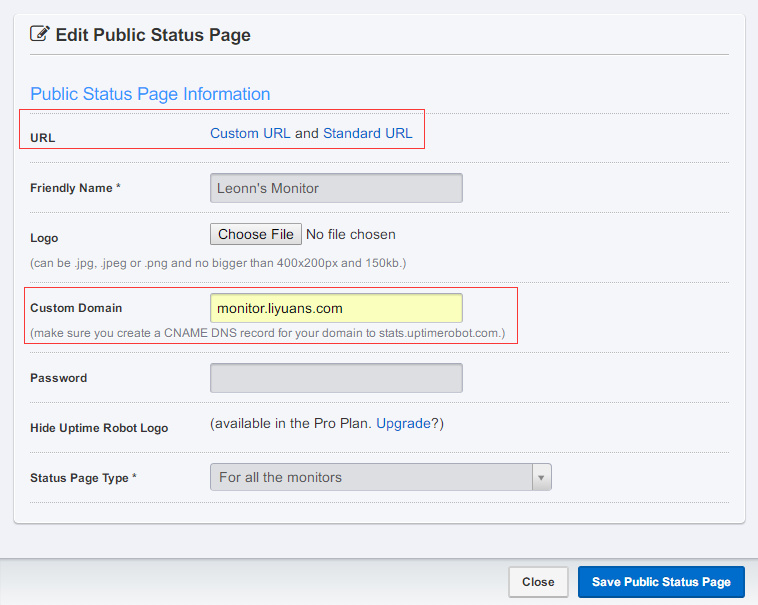 Edit Public Status Page
Public Status Page Information
URL Custom URL and Standard URL
Friendly Name * Leonn's Monitor
Logo Choose File No file chosen
(can be .jpg, .jpeg or .png and no bigger than 400x200px and 150kb.)
Custom Domain monitor.liyuans.com
(make sure you create a CNAME DNS record for your domain to stats.uptimerobot.com.)
Password
Hide Uptime Robot Logo (available in the Pro Plan. Upgrade?)
Status Page Type * For all the monitors
Close Save Public Status Page